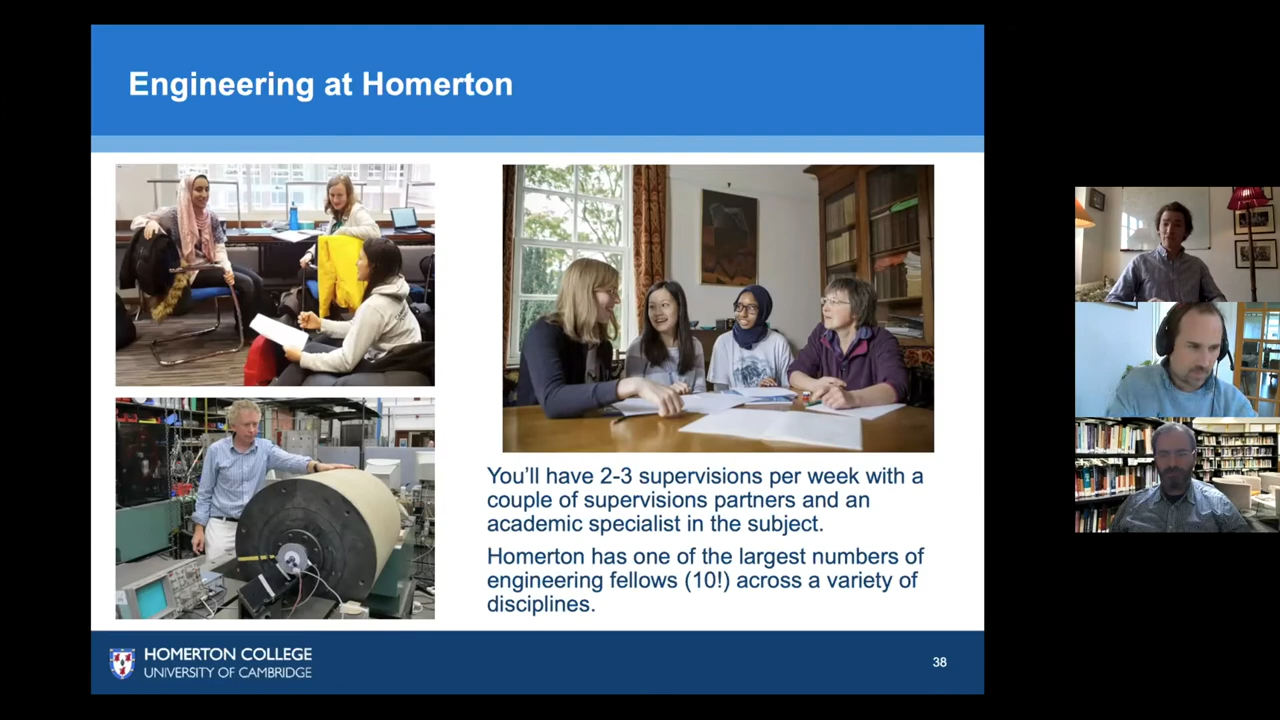 Engineering at Homerton
You'll have 2-3 supervisions per week with a
couple of supervisions partners and an
academic specialist in the subject.
Homerton has one of the largest numbers of
engineering fellows (10!) across a variety of
disciplines.
HOMERTON COLLEGE
UNIVERSITY OF CAMBRIDGE
38